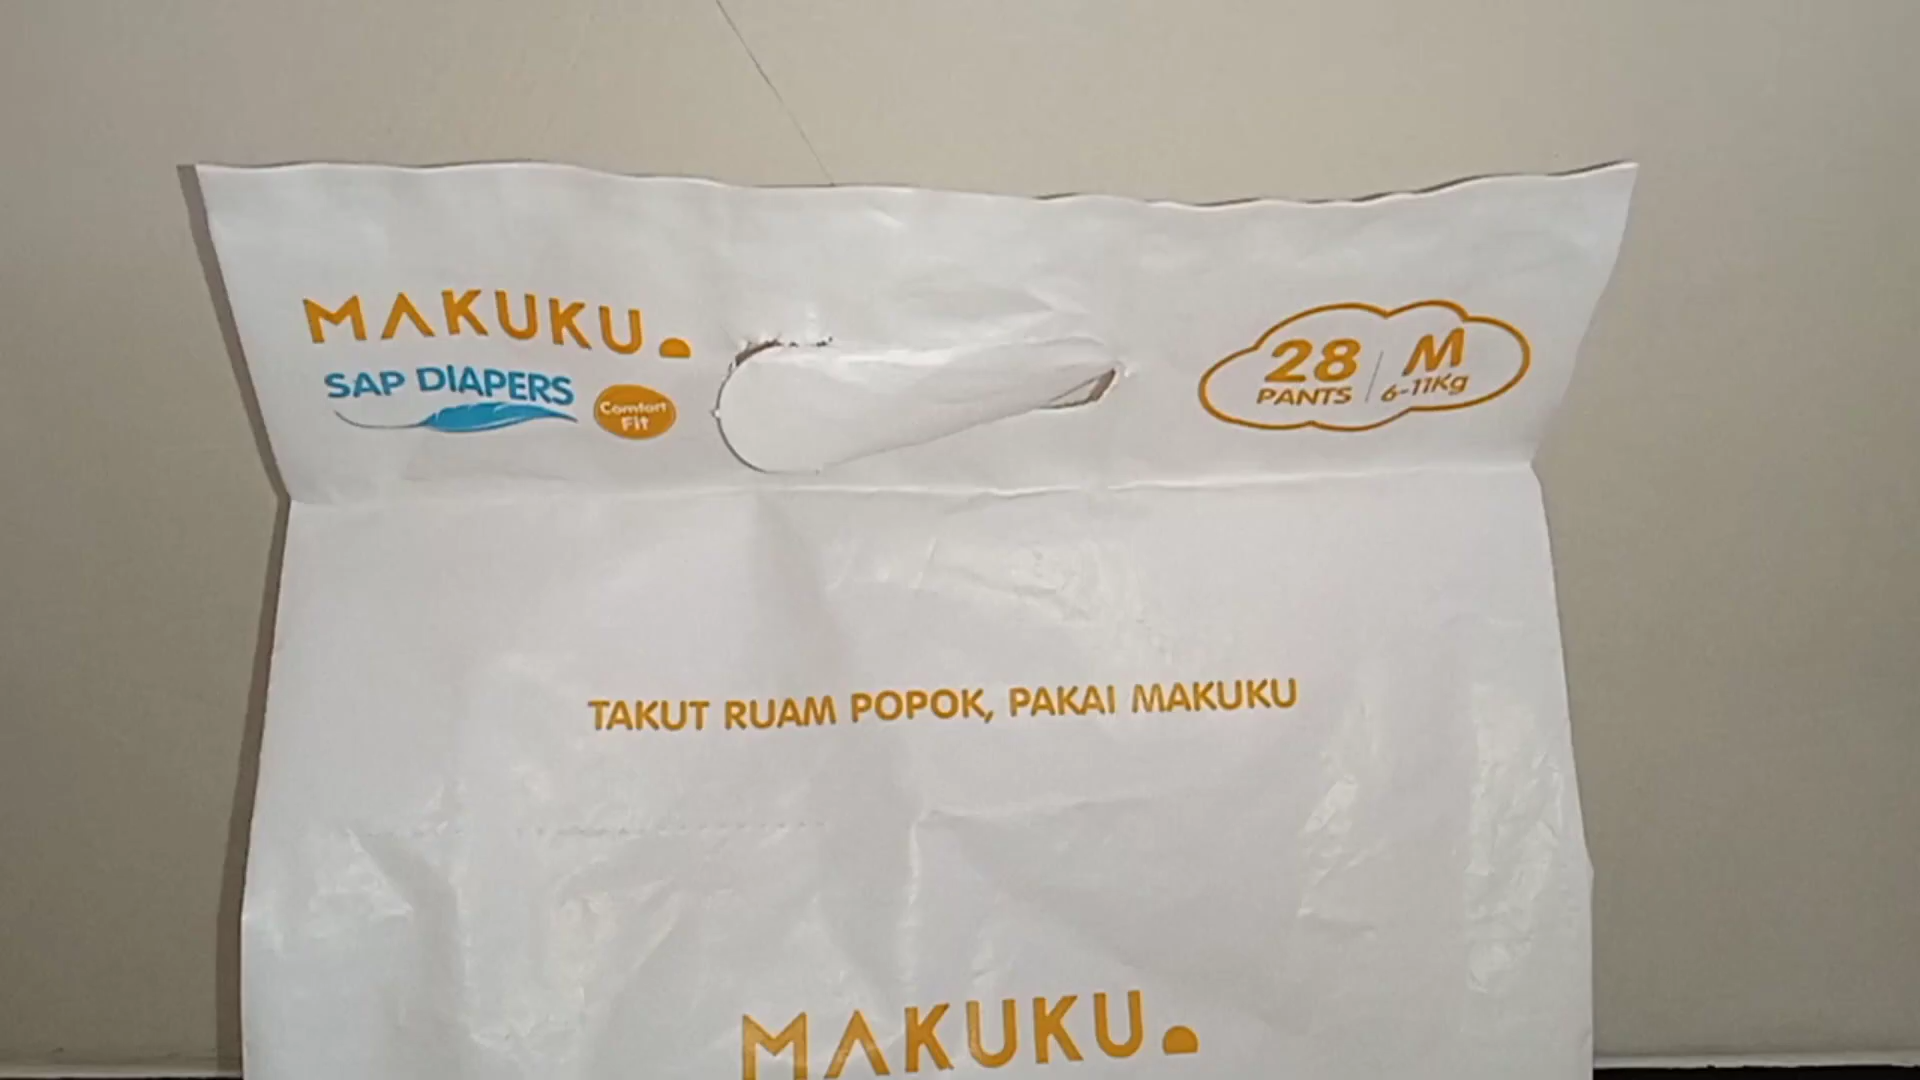 MAKUKU
SAP DIAPERS
Comfort
Fit
28
PANTS
M
6-11Kg
TAKUT RUAM POPOK, PAKAI MAKUKU
MAKUKU